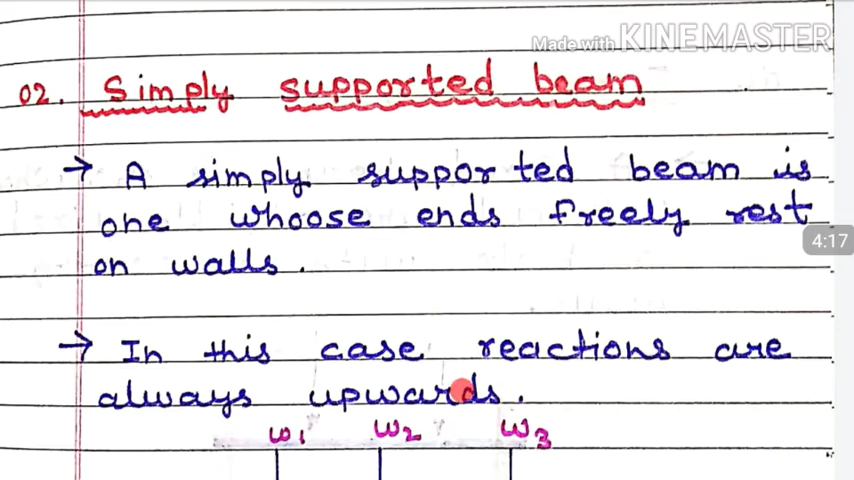 Made with KINEMASTER
02. Simply supported beam
→ A simply supported beam is
one whoose ends freely rest
4:17
on walls.
→ In this case reactions are
always upwards.
w₁ w₂ w₃